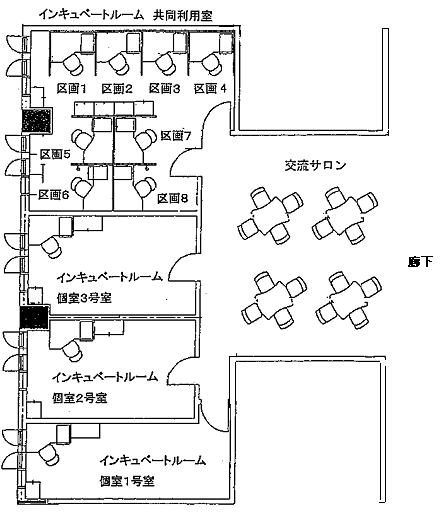 インキュベートルーム 共同利用室
区画1 区画2 区画3 区画4
区画7
区画5
区画6 区画8
交流サロン
廊下
インキュベートルーム
個室3号室
インキュベートルーム
個室2号室
インキュベートルーム
個室1号室